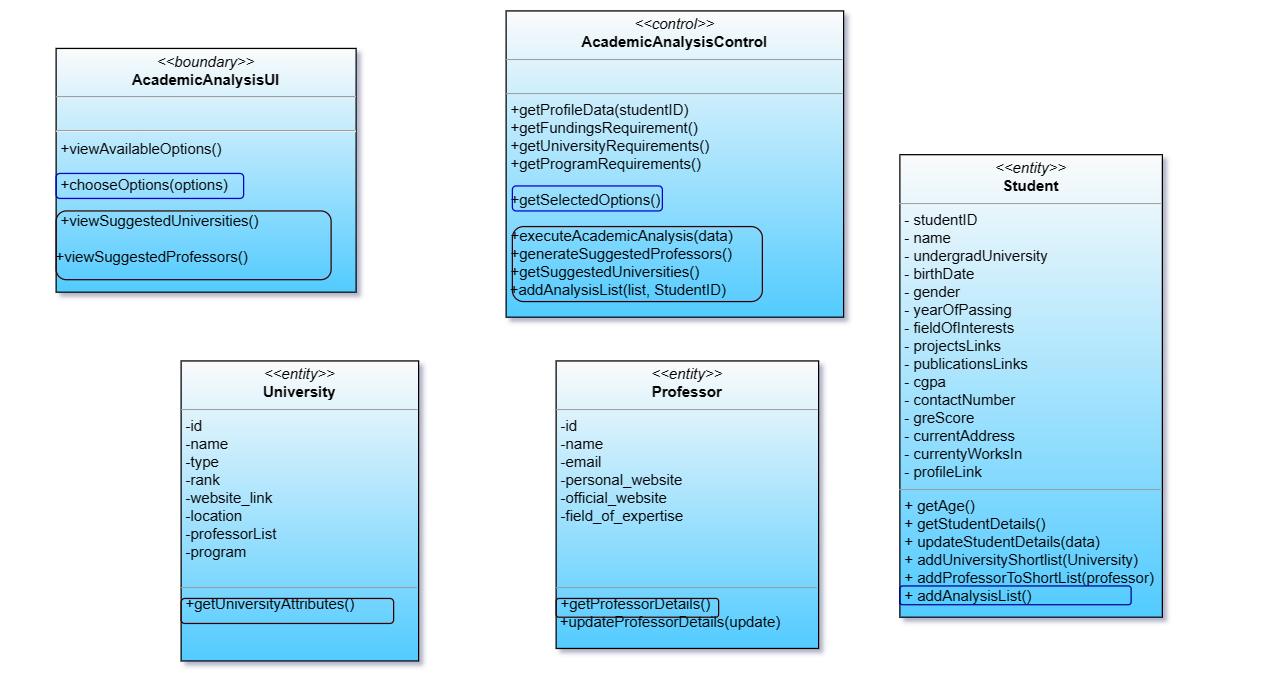 <<boundary>>
AcademicAnalysisUI
+viewAvailableOptions()
+chooseOptions(options)
+viewSuggestedUniversities()
+viewSuggestedProfessors()
<<control>>
AcademicAnalysisControl
+getProfileData(studentID)
+getFundingsRequirement()
+getUniversityRequirements()
+getProgramRequirements()
+getSelectedOptions()
+executeAcademicAnalysis(data)
+generateSuggestedProfessors()
+getSuggestedUniversities()
+addAnalysisList(list, StudentID)
<<entity>>
Student
- studentID
- name
- undergradUniversity
- birthDate
- gender
- yearOfPassing
- fieldOfInterests
- projectsLinks
- publicationsLinks
- cgpa
- contactNumber
- greScore
- currentAddress
- currentyWorksIn
- profileLink
+ getAge()
+ getStudentDetails()
+ updateStudentDetails(data)
+ addUniversityShortlist(University)
+ addProfessorToShortList(professor)
+ addAnalysisList()
<<entity>>
University
-id
-name
-type
-rank
-website_link
-location
-professorList
-program
+getUniversityAttributes()
<<entity>>
Professor
-id
-name
-email
-personal_website
-official_website
-field_of_expertise
+getProfessorDetails()
+updateProfessorDetails(update)